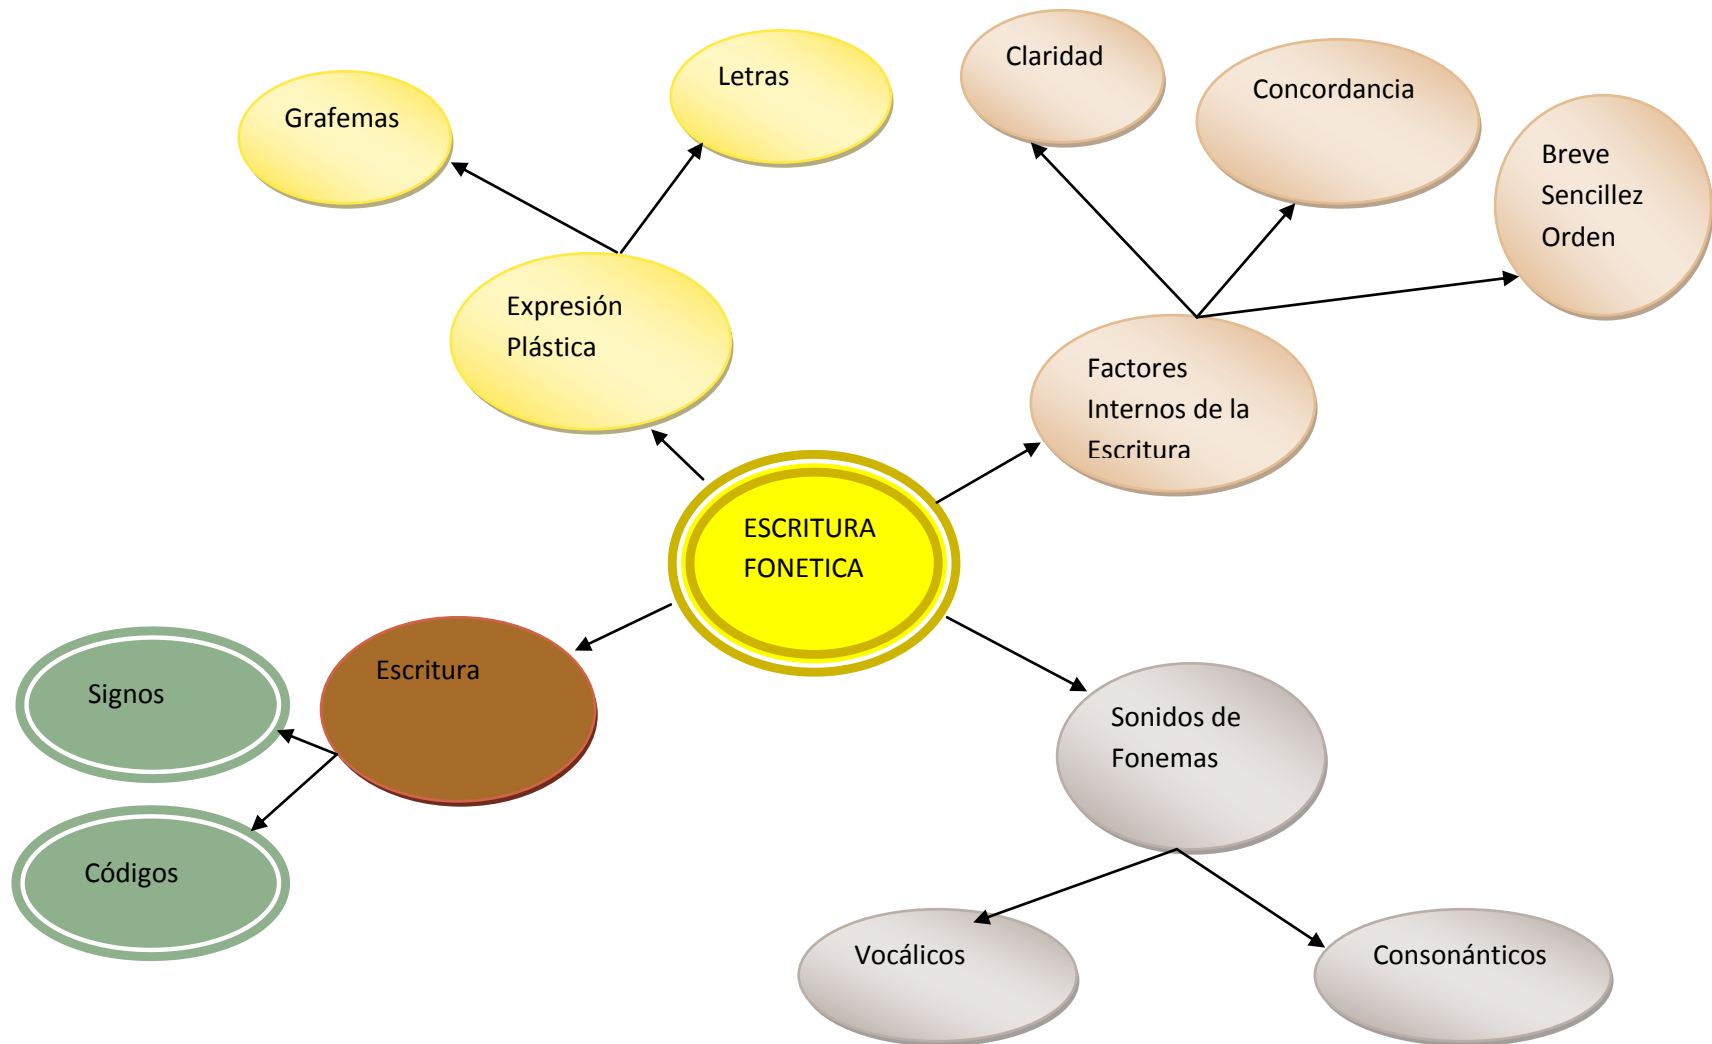 Grafemas
Letras
Claridad
Concordancia
Breve
Sencillez
Orden
Expresión
Plástica
Factores
Internos de la
Escritura
ESCRITURA
FONETICA
Escritura
Signos
Códigos
Sonidos de
Fonemas
Vocálicos
Consonánticos